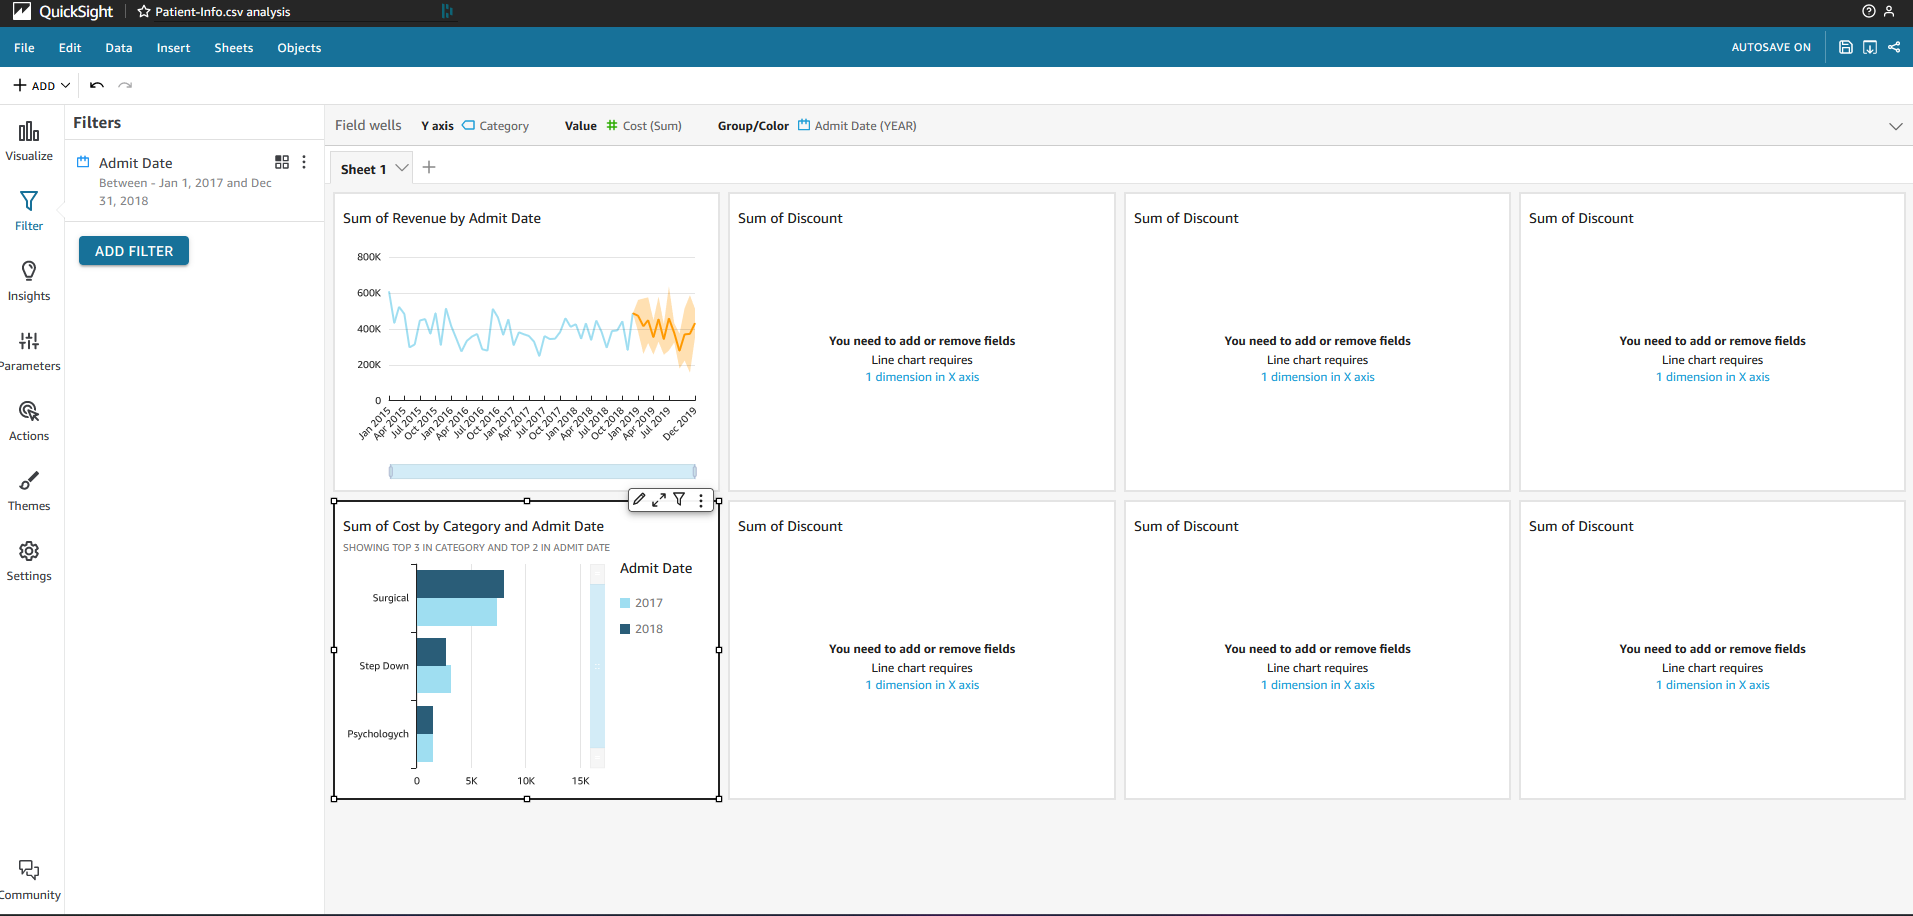 QuickSight
Patient-Info.csv analysis
File
Edit
Data
Insert
Sheets
Objects
AUTOSAVE ON
ADD
Visualize
Filter
Insights
Parameters
Actions
Themes
Settings
Community
Filters
Admit Date
Between - Jan 1, 2017 and Dec
31, 2018
ADD FILTER
Field wells
Y axis
Category
Value
Cost (Sum)
Group/Color
Admit Date (YEAR)
Sheet 1
Sum of Revenue by Admit Date
800K
600K
400K
200K
0
Jan 2015
Apr 2015
Jul 2015
Oct 2015
Jan 2016
Apr 2016
Jul 2016
Oct 2016
Jan 2017
Apr 2017
Jul 2017
Oct 2017
Jan 2018
Apr 2018
Jul 2018
Oct 2018
Jan 2019
Apr 2019
Jul 2019
Dec 2019
Sum of Discount
You need to add or remove fields
Line chart requires
1 dimension in X axis
Sum of Discount
You need to add or remove fields
Line chart requires
1 dimension in X axis
Sum of Discount
You need to add or remove fields
Line chart requires
1 dimension in X axis
Sum of Cost by Category and Admit Date
SHOWING TOP 3 IN CATEGORY AND TOP 2 IN ADMIT DATE
Surgical
Step Down
Psychologych
0
5K
10K
15K
Admit Date
2017
2018
Sum of Discount
You need to add or remove fields
Line chart requires
1 dimension in X axis
Sum of Discount
You need to add or remove fields
Line chart requires
1 dimension in X axis
Sum of Discount
You need to add or remove fields
Line chart requires
1 dimension in X axis